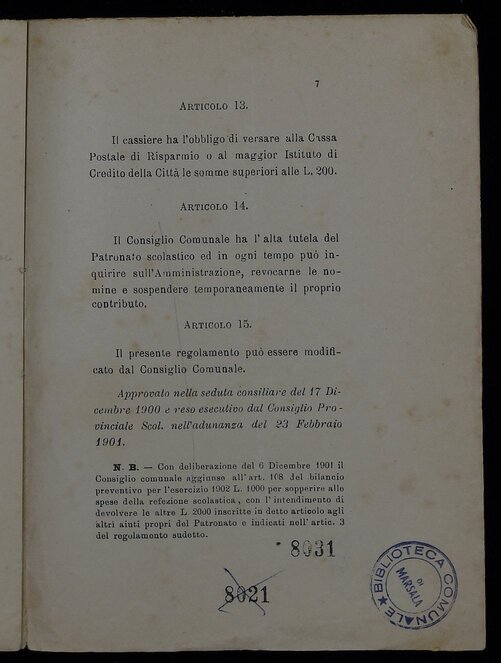 7
ARTICOLO 13.
Il cassiere ha l'obbligo di versare alla Cassa
Postale di Risparmio o al maggior Istituto di
Credito della Città le somme superiori alle L. 200.
ARTICOLO 14.
Il Consiglio Comunale ha l'alta tutela del
Patronato scolastico ed in ogni tempo può in-
quirire sull'Amministrazione, revocarne le no-
mine e sospendere temporaneamente il proprio
contributo.
ARTICOLO 15.
Il presente regolamento può essere modifi-
cato dal Consiglio Comunale.
Approvato nella seduta consiliare del 17 Di-
cembre 1900 e reso esecutivo dal Consiglio Pro-
vinciale Scol. nell'adunanza del 23 Febbraio
1901.
N. B. — Con deliberazione del 6 Dicembre 1901 il
Consiglio comunale aggiunse all'art. 108 del bilancio
preventivo per l'esercizio 1902 L. 1000 per sopperire alle
spese della refezione scolastica, con l'intendimento di
devolvere le altre L. 2000 inscritte in detto articolo agli
altri aiuti propri del Patronato e indicati nell'artic. 3
del regolamento sudetto.
8031
8021
BIBLIOTECA COMUNALE
DI
MARSALA